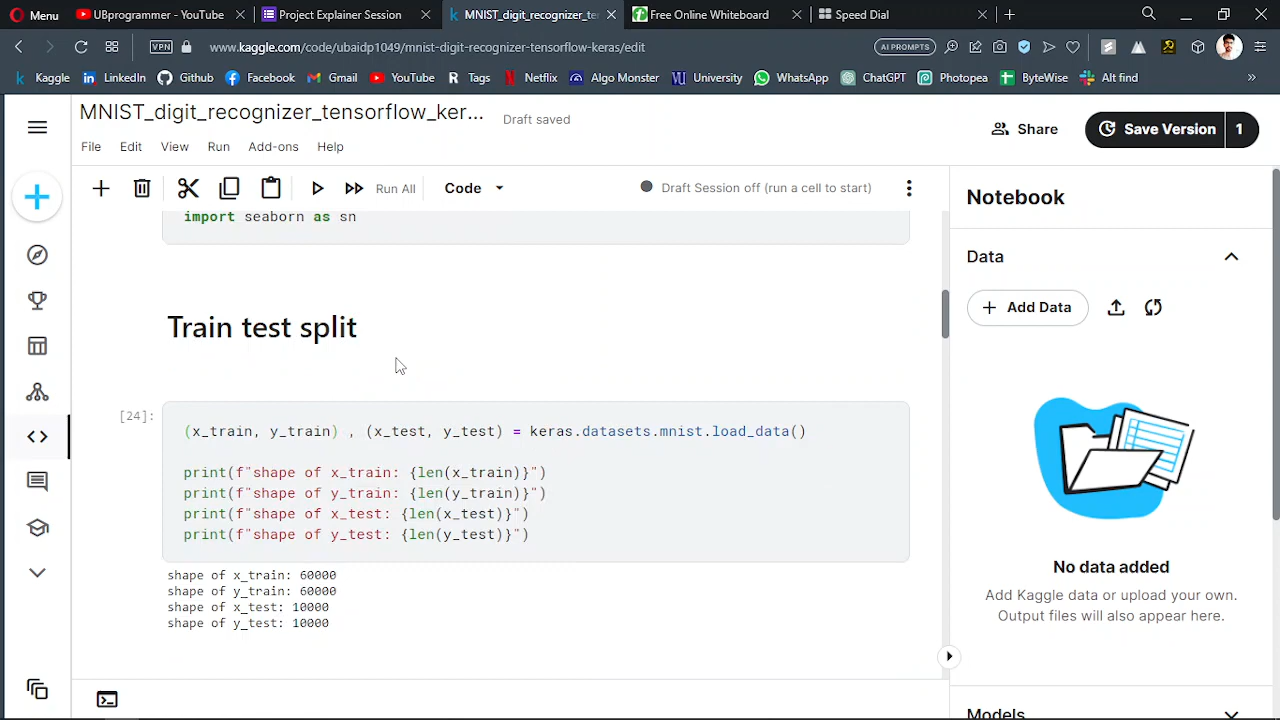 Menu
UBprogrammer - YouTube
Project Explainer Session
MNIST_digit_recognizer_te
Free Online Whiteboard
Speed Dial
VPN
www.kaggle.com/code/ubaidp1049/mnist-digit-recognizer-tensorflow-keras/edit
AI PROMPTS
Kaggle
LinkedIn
Github
Facebook
Gmail
YouTube
R Tags
Netflix
Algo Monster
University
WhatsApp
ChatGPT
Photopea
ByteWise
Alt find
MNIST_digit_recognizer_tensorflow_ker...
Draft saved
Share
Save Version 1
File Edit View Run Add-ons Help
Run All
Code
Draft Session off (run a cell to start)
import seaborn as sn
Train test split
[24]:
(x_train, y_train) , (x_test, y_test) = keras.datasets.mnist.load_data()
print(f"shape of x_train: {len(x_train)}")
print(f"shape of y_train: {len(y_train)}")
print(f"shape of x_test: {len(x_test)}")
print(f"shape of y_test: {len(y_test)}")
shape of x_train: 60000
shape of y_train: 60000
shape of x_test: 10000
shape of y_test: 10000
Notebook
Data
Add Data
No data added
Add Kaggle data or upload your own.
Output files will also appear here.
Models